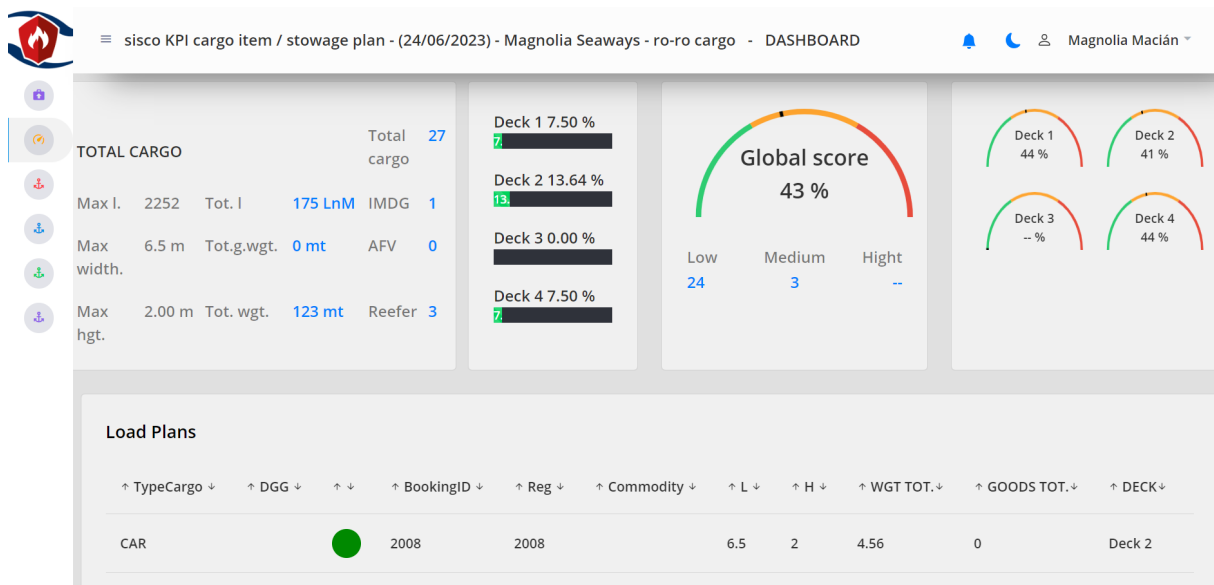 sisco KPI cargo item / stowage plan - (24/06/2023) - Magnolia Seaways - ro-ro cargo - DASHBOARD
Magnolia Macián
TOTAL CARGO
Total cargo 27
Max l. 2252 Tot. l 175 LnM IMDG 1
Max width. 6.5 m Tot.g.wgt. 0 mt AFV 0
Max hgt. 2.00 m Tot. wgt. 123 mt Reefer 3
Deck 1 7.50 %
7.
Deck 2 13.64 %
13.
Deck 3 0.00 %
Deck 4 7.50 %
7.
Global score
43 %
Low Medium Hight
24 3 --
Deck 1
44 %
Deck 2
41 %
Deck 3
-- %
Deck 4
44 %
Load Plans
↑ TypeCargo ↓ ↑ DGG ↓ ↑ ↓ ↑ BookingID ↓ ↑ Reg ↓ ↑ Commodity ↓ ↑ L ↓ ↑ H ↓ ↑ WGT TOT.↓ ↑ GOODS TOT.↓ ↑ DECK↓
CAR 2008 2008 6.5 2 4.56 0 Deck 2